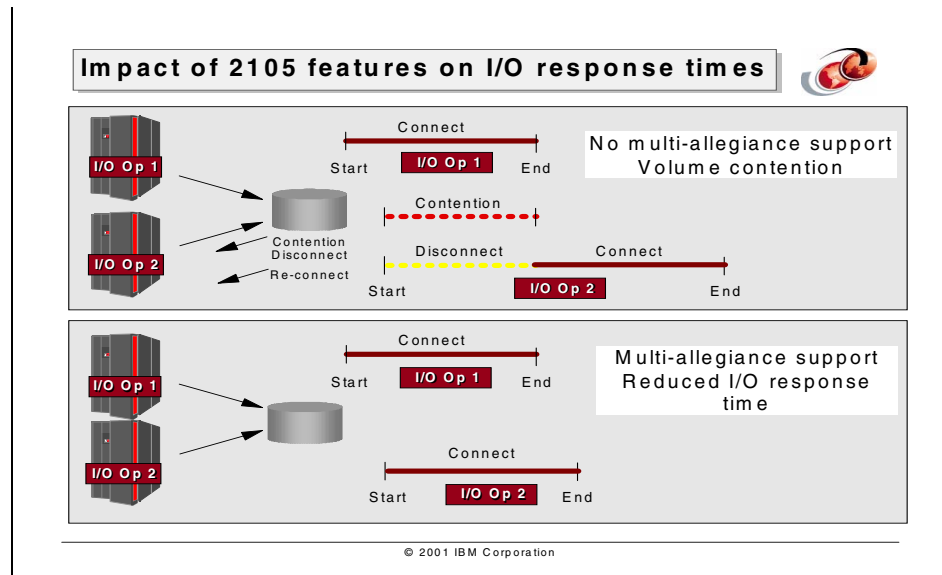 Impact of 2105 features on I/O response times
I/O Op 1
I/O Op 2
Contention
Disconnect
Re-connect
Connect
Start
I/O Op 1
End
Contention
Disconnect
Connect
Start
I/O Op 2
End
No multi-allegiance support
Volume contention
I/O Op 1
I/O Op 2
Connect
Start
I/O Op 1
End
Connect
Start
I/O Op 2
End
Multi-allegiance support
Reduced I/O response
time
© 2001 IBM Corporation